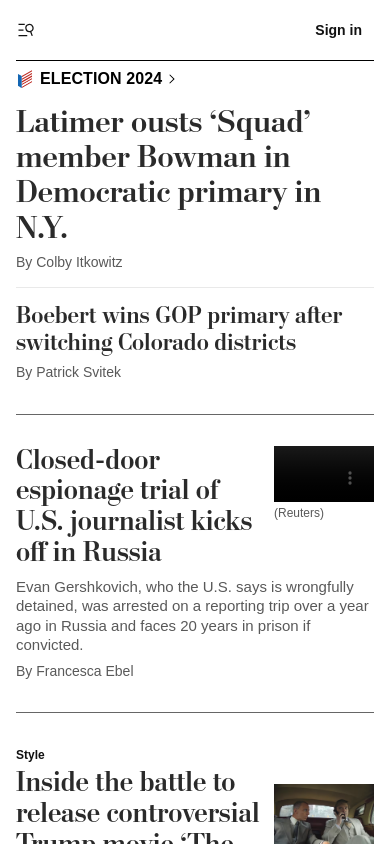 Sign in
ELECTION 2024
Latimer ousts ‘Squad’
member Bowman in
Democratic primary in
N.Y.
By Colby Itkowitz
Boebert wins GOP primary after
switching Colorado districts
By Patrick Svitek
Closed-door
espionage trial of
U.S. journalist kicks
off in Russia
(Reuters)
Evan Gershkovich, who the U.S. says is wrongfully
detained, was arrested on a reporting trip over a year
ago in Russia and faces 20 years in prison if
convicted.
By Francesca Ebel
Style
Inside the battle to
release controversial
Trump movie ‘The